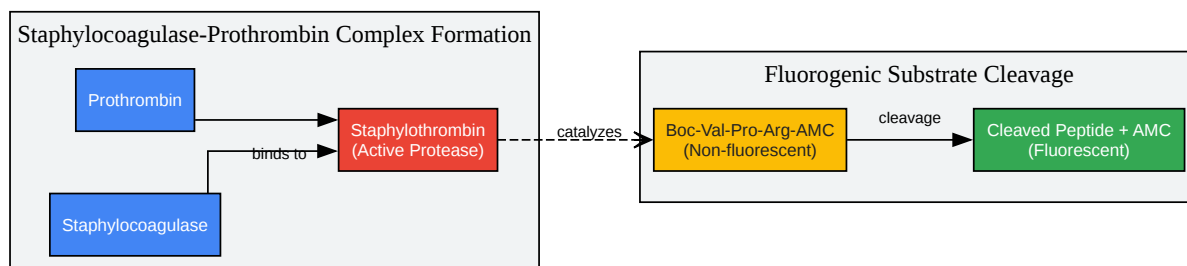 Staphylocoagulase-Prothrombin Complex Formation
Prothrombin
Staphylocoagulase
binds to
Staphylothrombin
(Active Protease)
catalyzes
Fluorogenic Substrate Cleavage
Boc-Val-Pro-Arg-AMC
(Non-fluorescent)
cleavage
Cleaved Peptide + AMC
(Fluorescent)